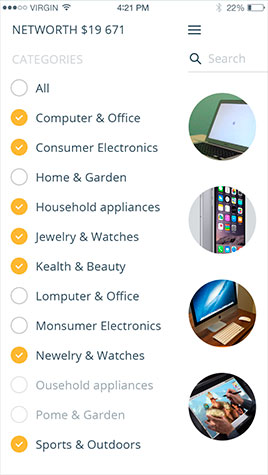 VIRGIN 4:21 PM 22%
NETWORTH $19 671
CATEGORIES
Search
All
Computer & Office
Consumer Electronics
Home & Garden
Household appliances
Jewelry & Watches
Kealth & Beauty
Lomputer & Office
Monsumer Electronics
Newelry & Watches
Ousehold appliances
Pome & Garden
Sports & Outdoors